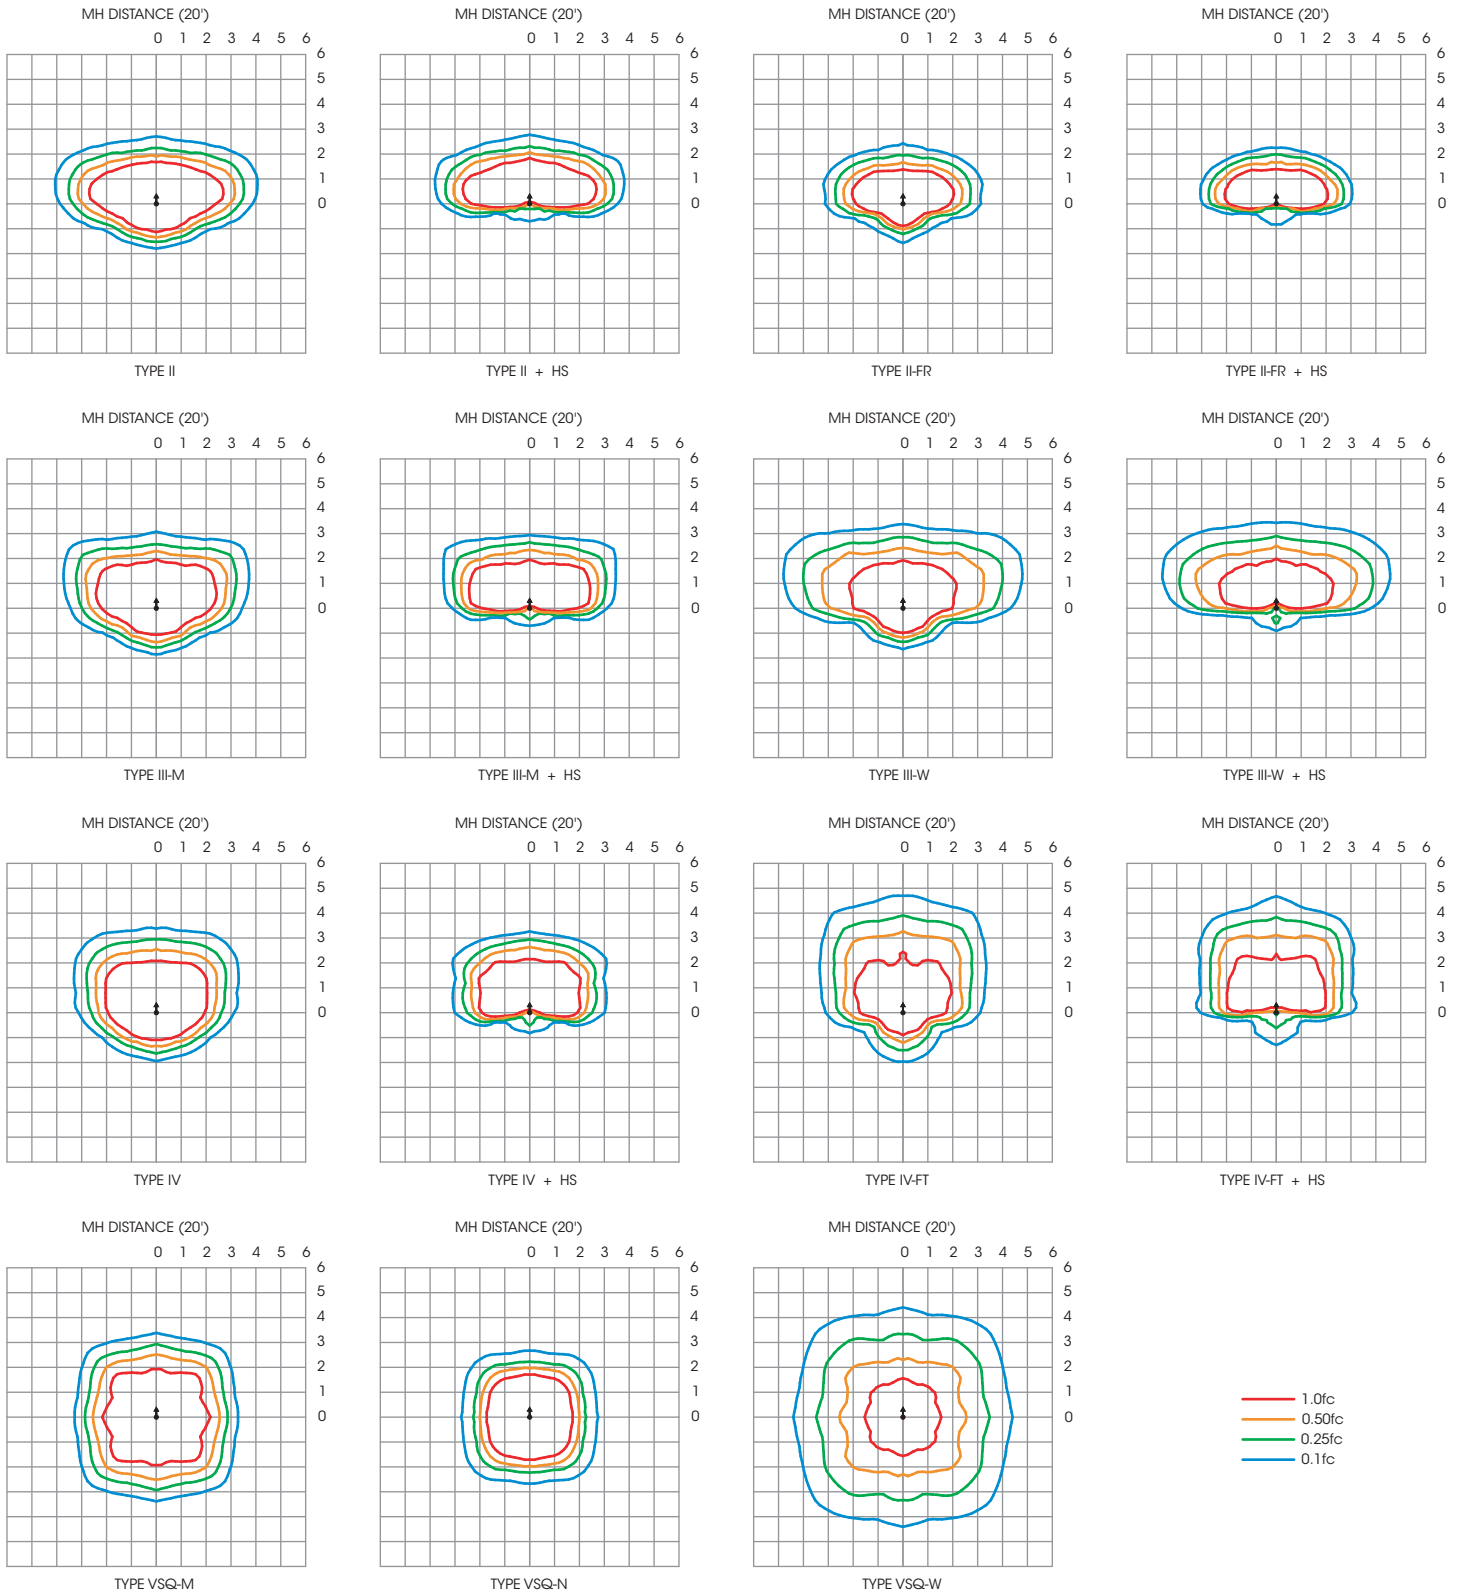 MH DISTANCE (20') MH DISTANCE (20') MH DISTANCE (20') MH DISTANCE (20')
0 1 2 3 4 5 6 0 1 2 3 4 5 6 0 1 2 3 4 5 6 0 1 2 3 4 5 6
6 6 6 6
5 5 5 5
4 4 4 4
3 3 3 3
2 2 2 2
1 1 1 1
0 0 0 0
TYPE II TYPE II + HS TYPE II-FR TYPE II-FR + HS
MH DISTANCE (20') MH DISTANCE (20') MH DISTANCE (20') MH DISTANCE (20')
0 1 2 3 4 5 6 0 1 2 3 4 5 6 0 1 2 3 4 5 6 0 1 2 3 4 5 6
6 6 6 6
5 5 5 5
4 4 4 4
3 3 3 3
2 2 2 2
1 1 1 1
0 0 0 0
TYPE III-M TYPE III-M + HS TYPE III-W TYPE III-W + HS
MH DISTANCE (20') MH DISTANCE (20') MH DISTANCE (20') MH DISTANCE (20')
0 1 2 3 4 5 6 0 1 2 3 4 5 6 0 1 2 3 4 5 6 0 1 2 3 4 5 6
6 6 6 6
5 5 5 5
4 4 4 4
3 3 3 3
2 2 2 2
1 1 1 1
0 0 0 0
TYPE IV TYPE IV + HS TYPE IV-FT TYPE IV-FT + HS
MH DISTANCE (20') MH DISTANCE (20') MH DISTANCE (20')
0 1 2 3 4 5 6 0 1 2 3 4 5 6 0 1 2 3 4 5 6
6 6 6
5 5 5
4 4 4
3 3 3
2 2 2
1 1 1
0 0 0
TYPE VSQ-M TYPE VSQ-N TYPE VSQ-W
1.0fc
0.50fc
0.25fc
0.1fc